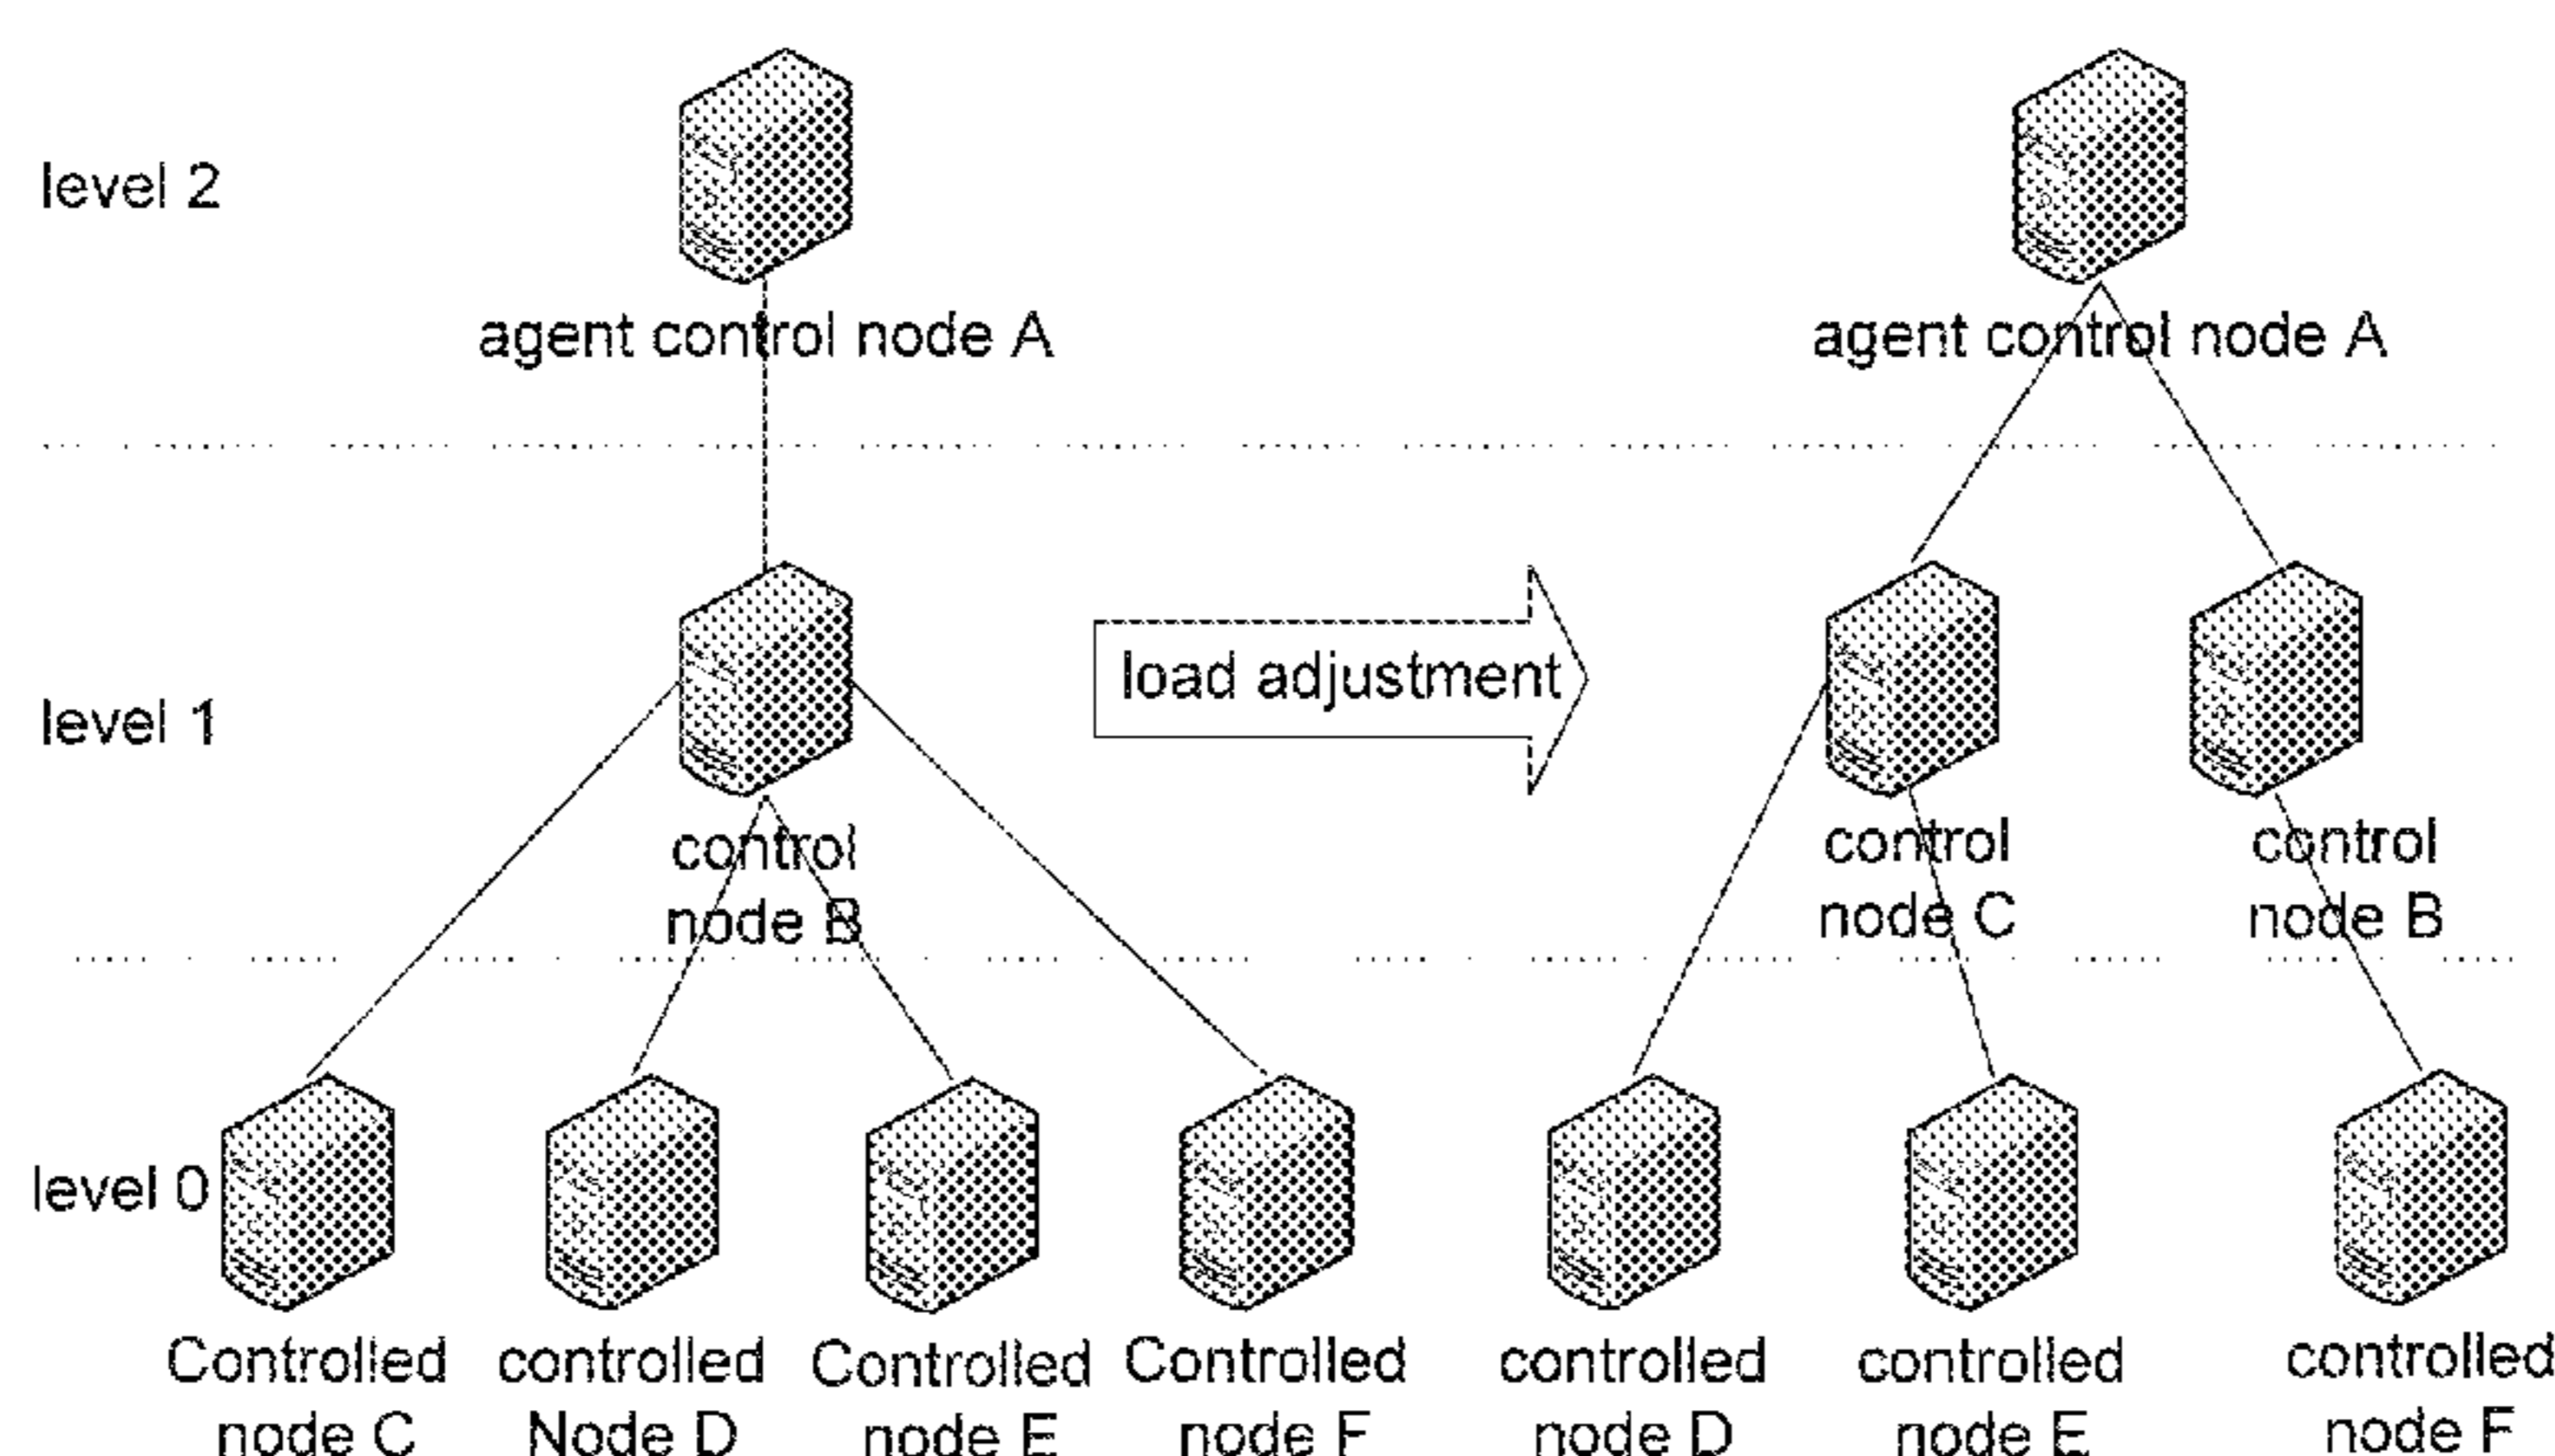 level 2
agent control node A
agent control node A
level 1
load adjustment
control
node B
control
node C
control
node B
level 0
Controlled
node C
controlled
Node D
Controlled
node E
Controlled
node F
controlled
node D
controlled
node E
controlled
node F